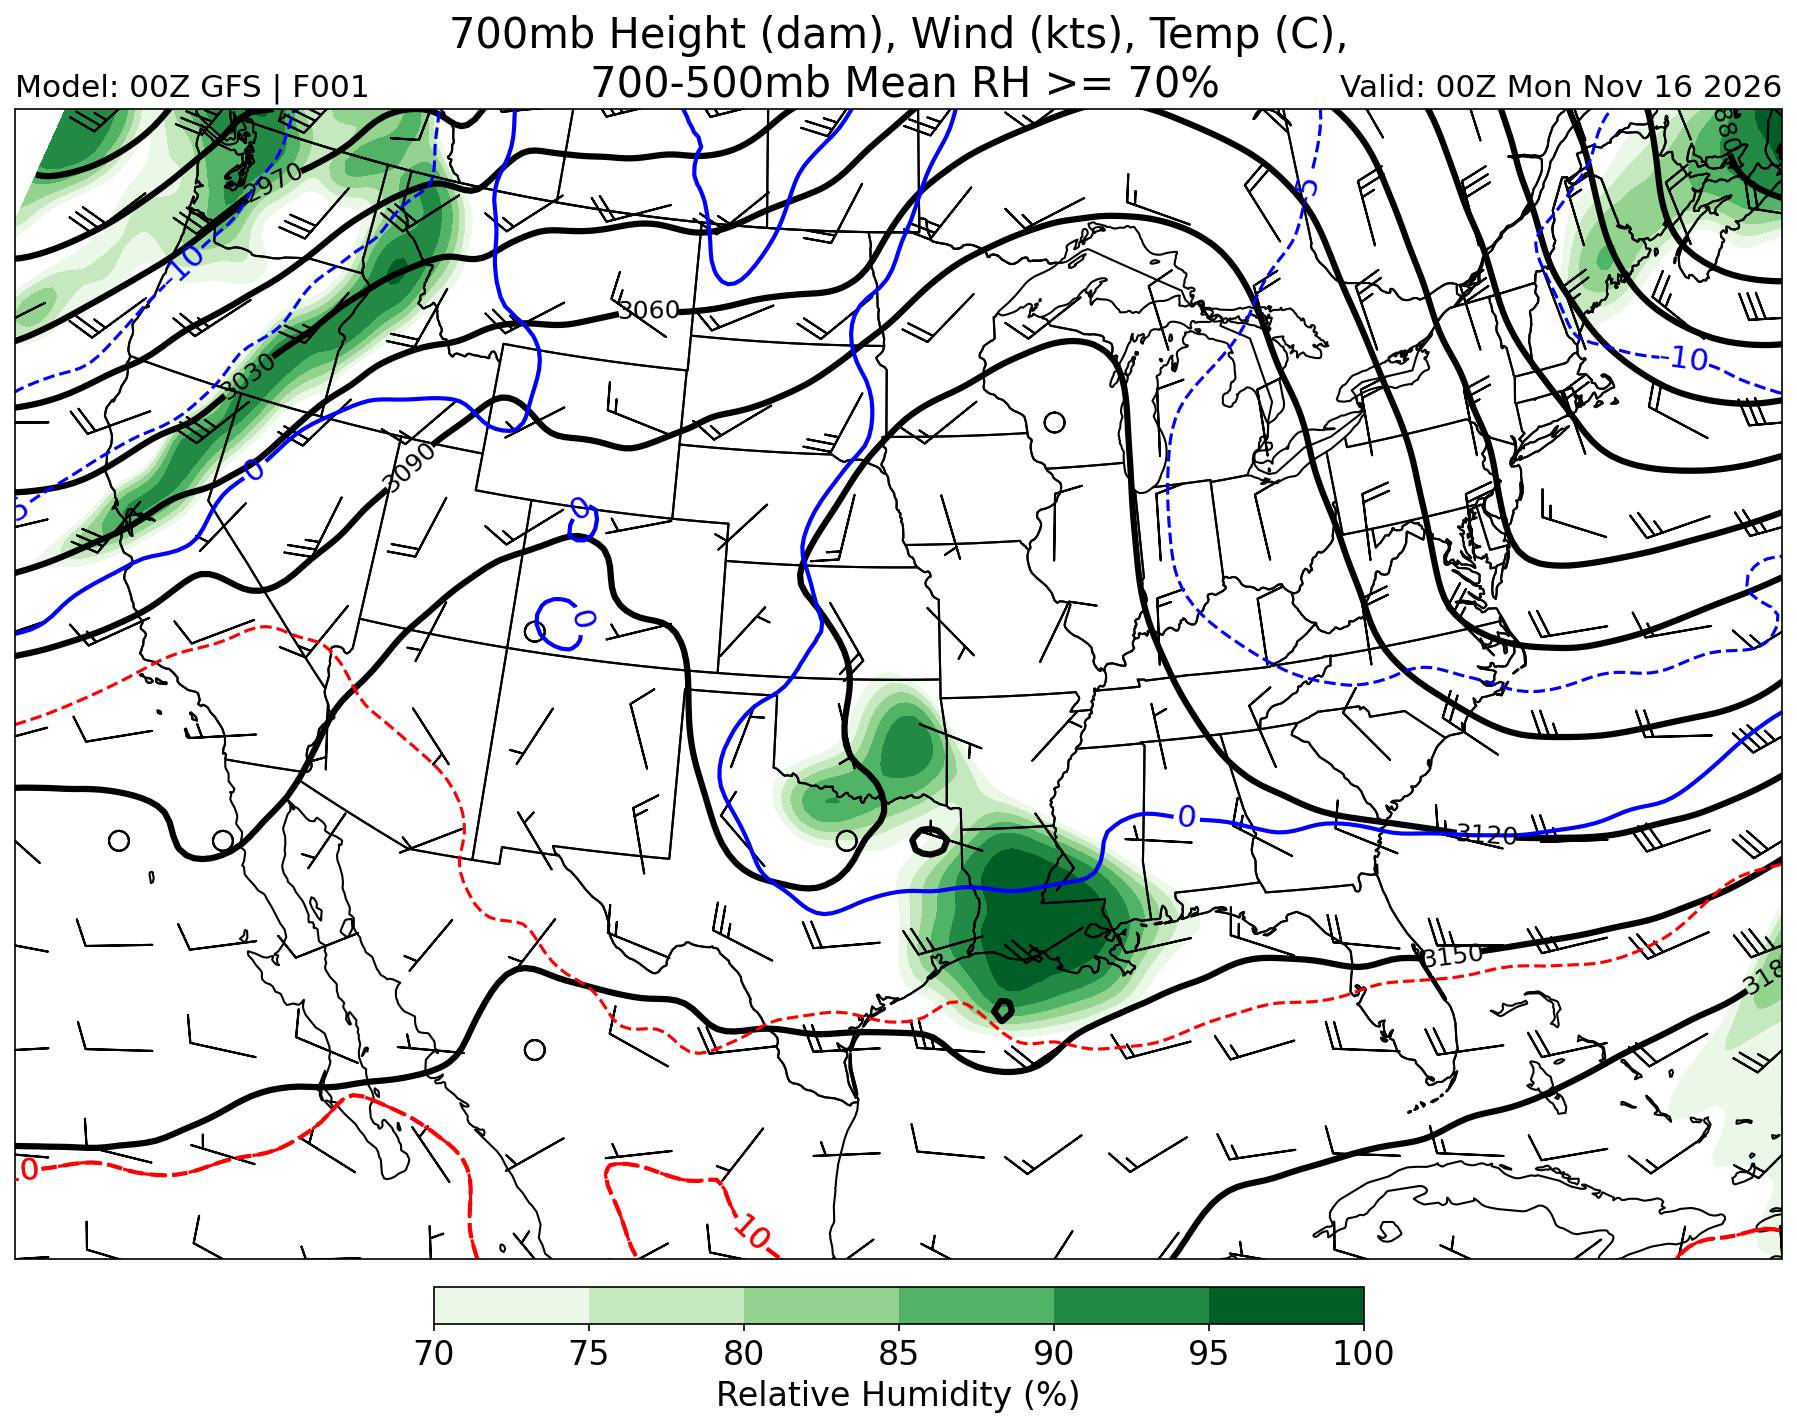 700mb Height (dam), Wind (kts), Temp (C),
700-500mb Mean RH >= 70%
Model: 00Z GFS | F001
Valid: 00Z Mon Nov 16 2026
2970
-10
5
3060
-10
3030
0
3090
0
0
0
3120
3150
0
10
70 75 80 85 90 95 100
Relative Humidity (%)